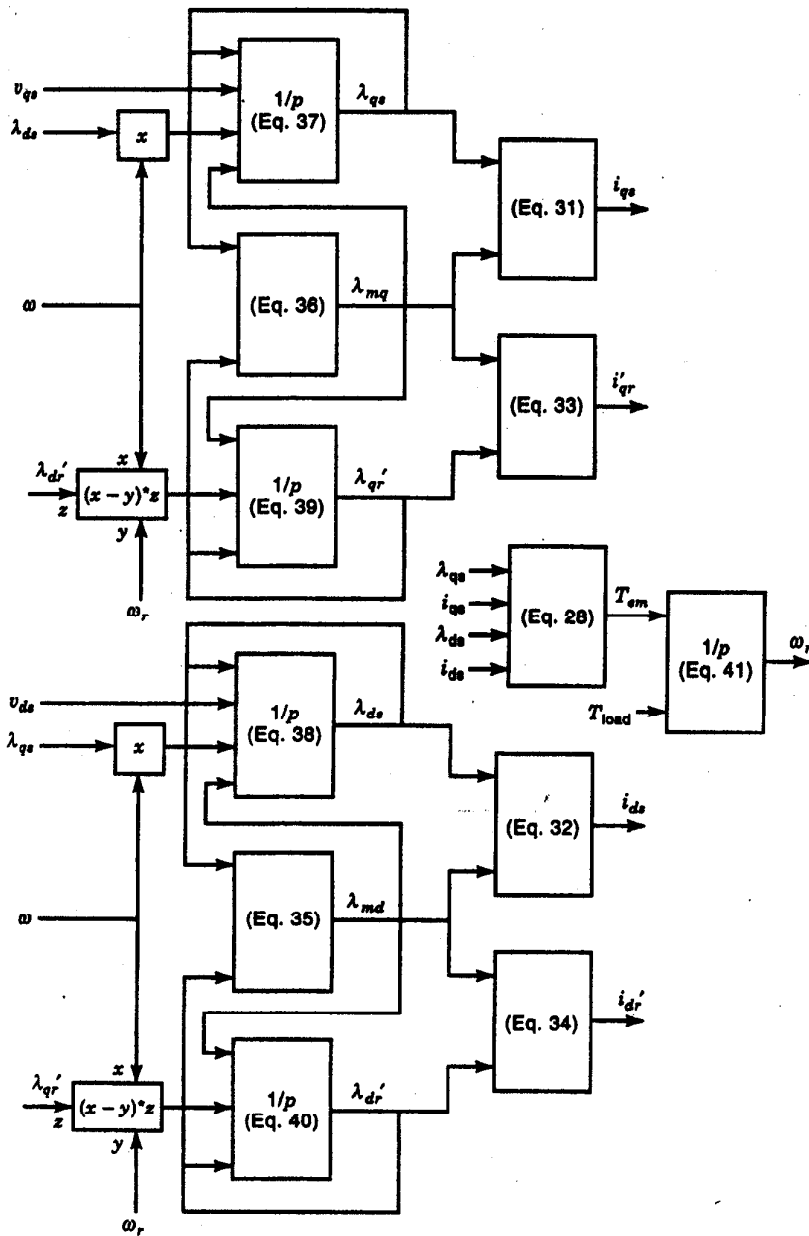 v_qs
λ_ds
x
1/p
(Eq. 37)
λ_qs
(Eq. 31)
i_qs
ω
(Eq. 36)
λ_mq
(Eq. 33)
i'_qr
λ_dr'
z
x
(x − y)*z
y
ω_r
1/p
(Eq. 39)
λ_qr'
λ_qs
i_qs
λ_ds
i_ds
(Eq. 28)
T_em
T_load
1/p
(Eq. 41)
ω_r
v_ds
λ_qs
x
1/p
(Eq. 38)
λ_ds
(Eq. 32)
i_ds
ω
(Eq. 35)
λ_md
(Eq. 34)
i_dr'
λ_qr'
z
x
(x − y)*z
y
ω_r
1/p
(Eq. 40)
λ_dr'